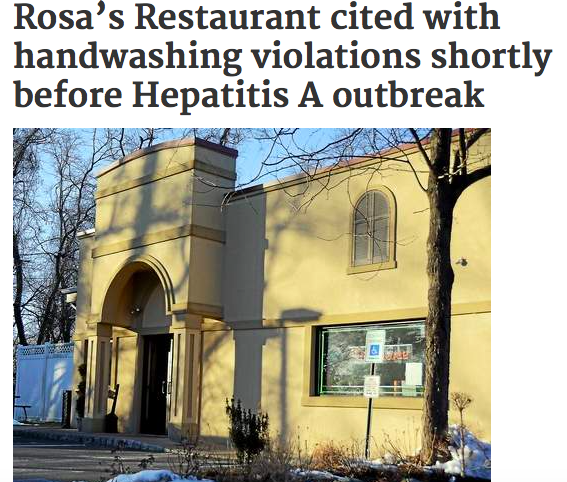 Rosa’s Restaurant cited with
handwashing violations shortly
before Hepatitis A outbreak